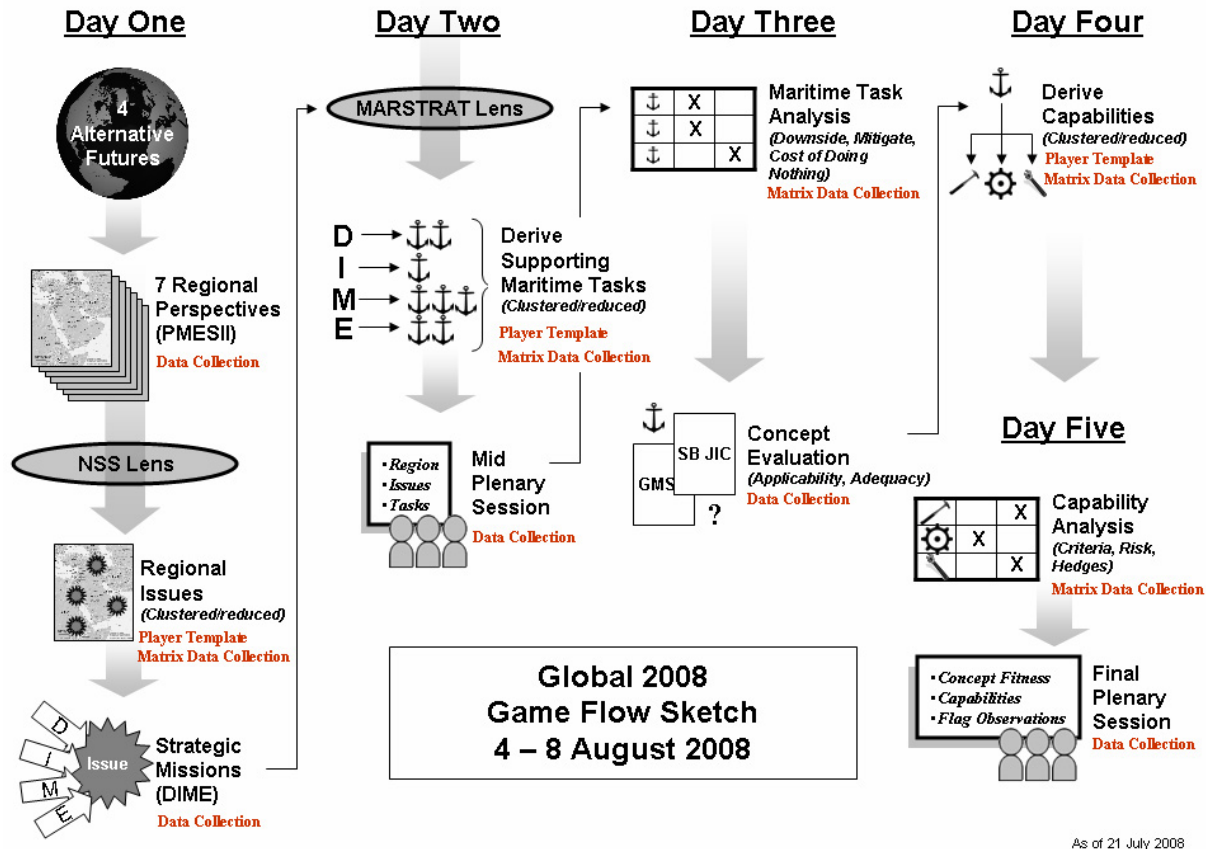 Day One
4
Alternative
Futures
7 Regional
Perspectives
(PMESII)
Data Collection
NSS Lens
Regional
Issues
(Clustered/reduced)
Player Template
Matrix Data Collection
D
I
M
E
Issue
Strategic
Missions
(DIME)
Data Collection
Day Two
MARSTRAT Lens
D
I
M
E
Derive
Supporting
Maritime Tasks
(Clustered/reduced)
Player Template
Matrix Data Collection
• Region
• Issues
• Tasks
Mid
Plenary
Session
Data Collection
Day Three
X
X
X
Maritime Task
Analysis
(Downside, Mitigate,
Cost of Doing
Nothing)
Matrix Data Collection
GMS
SB JIC
?
Concept
Evaluation
(Applicability, Adequacy)
Data Collection
Day Four
Derive
Capabilities
(Clustered/reduced)
Player Template
Matrix Data Collection
Day Five
X
X
X
Capability
Analysis
(Criteria, Risk,
Hedges)
Matrix Data Collection
• Concept Fitness
• Capabilities
• Flag Observations
Final
Plenary
Session
Data Collection
Global 2008
Game Flow Sketch
4 – 8 August 2008
As of 21 July 2008